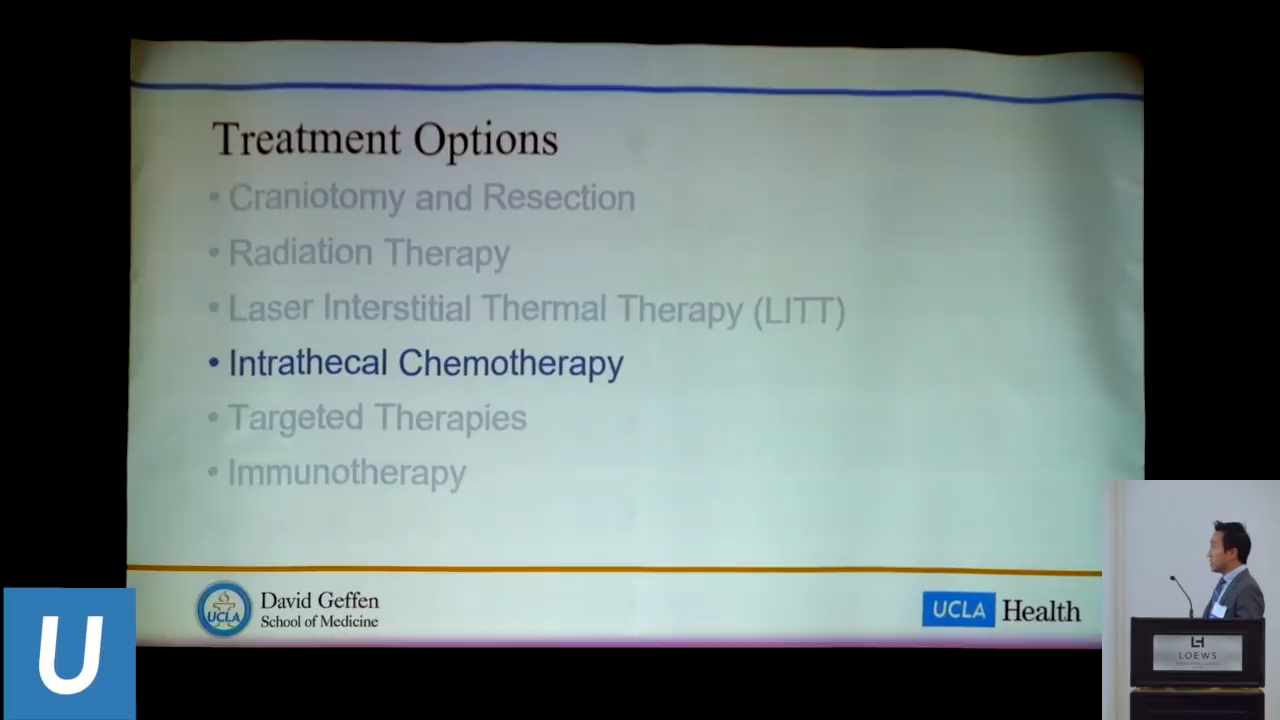 Treatment Options
• Craniotomy and Resection
• Radiation Therapy
• Laser Interstitial Thermal Therapy (LITT)
• Intrathecal Chemotherapy
• Targeted Therapies
• Immunotherapy
UCLA
David Geffen
School of Medicine
UCLA Health
U
LOEWS